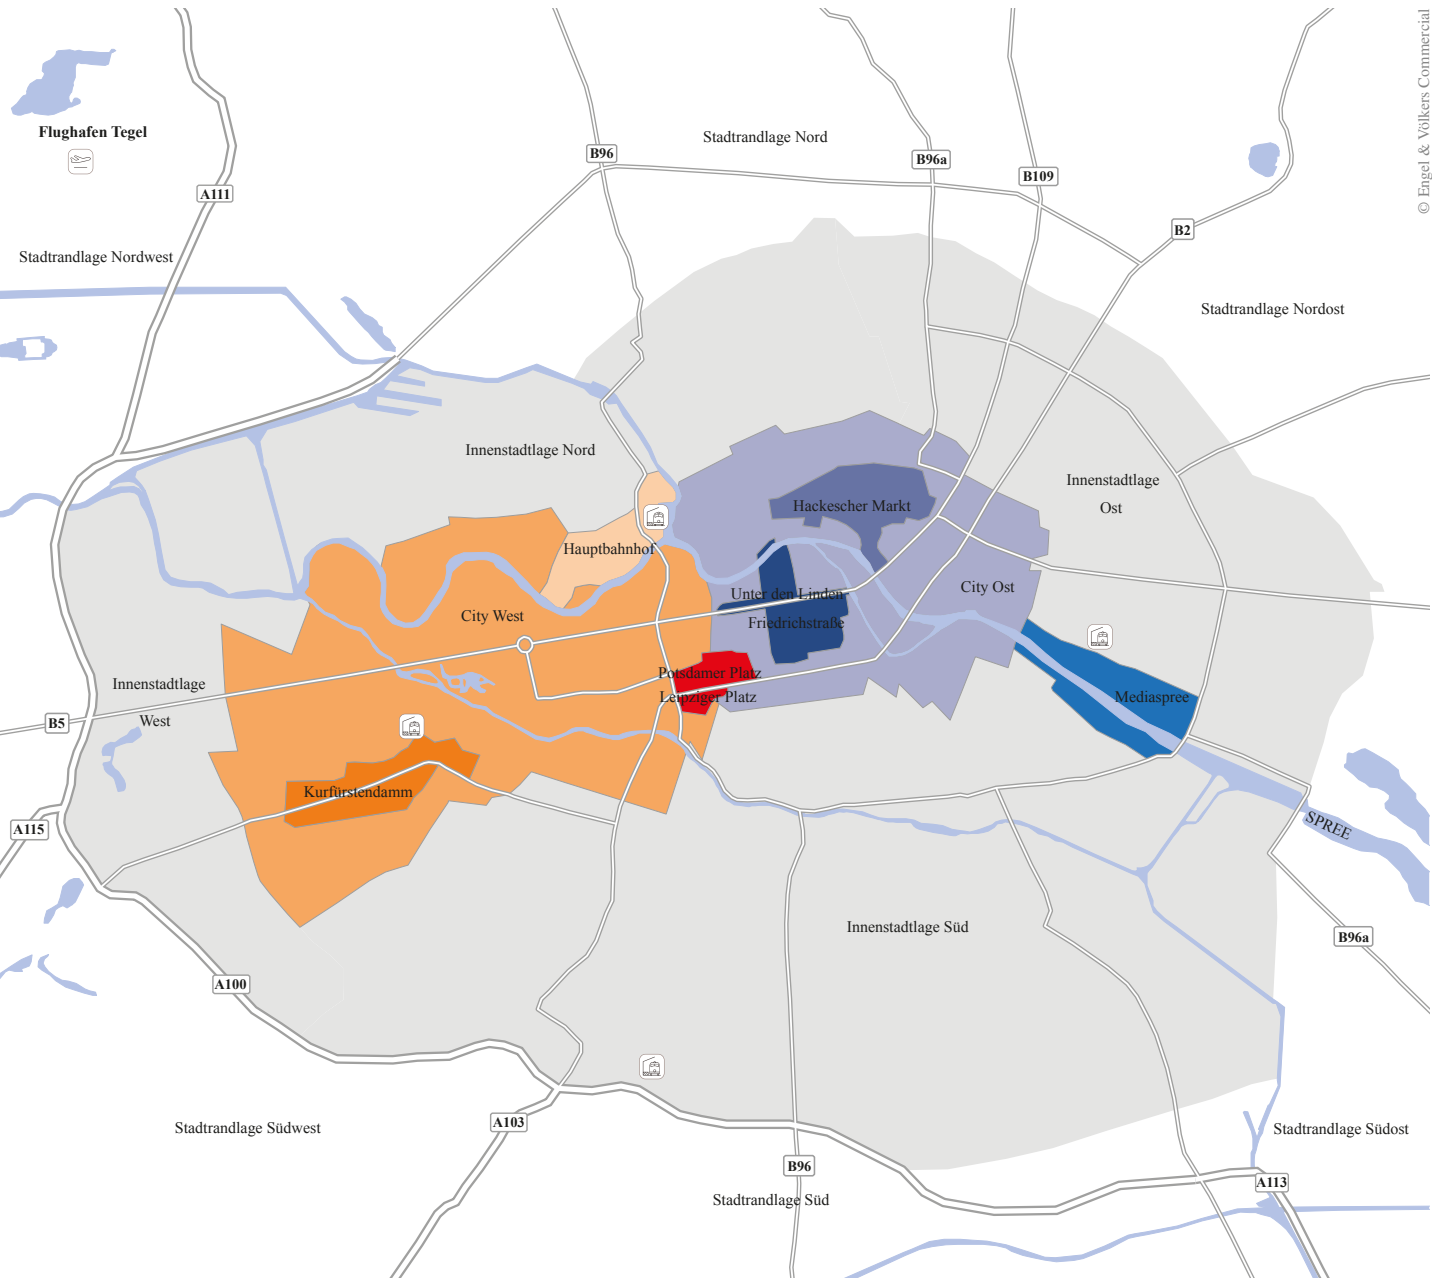 © Engel & Völkers Commercial
Flughafen Tegel
Stadtrandlage Nord
B96
B96a
B109
A111
B2
Stadtrandlage Nordwest
Stadtrandlage Nordost
Innenstadtlage Nord
Innenstadtlage
Ost
Hackescher Markt
Hauptbahnhof
City Ost
Unter den Linden
Friedrichstraße
City West
Potsdamer Platz
Leipziger Platz
Innenstadtlage
West
Mediaspree
B5
Kurfürstendamm
A115
SPREE
Innenstadtlage Süd
B96a
A100
A103
Stadtrandlage Südwest
Stadtrandlage Südost
B96
A113
Stadtrandlage Süd